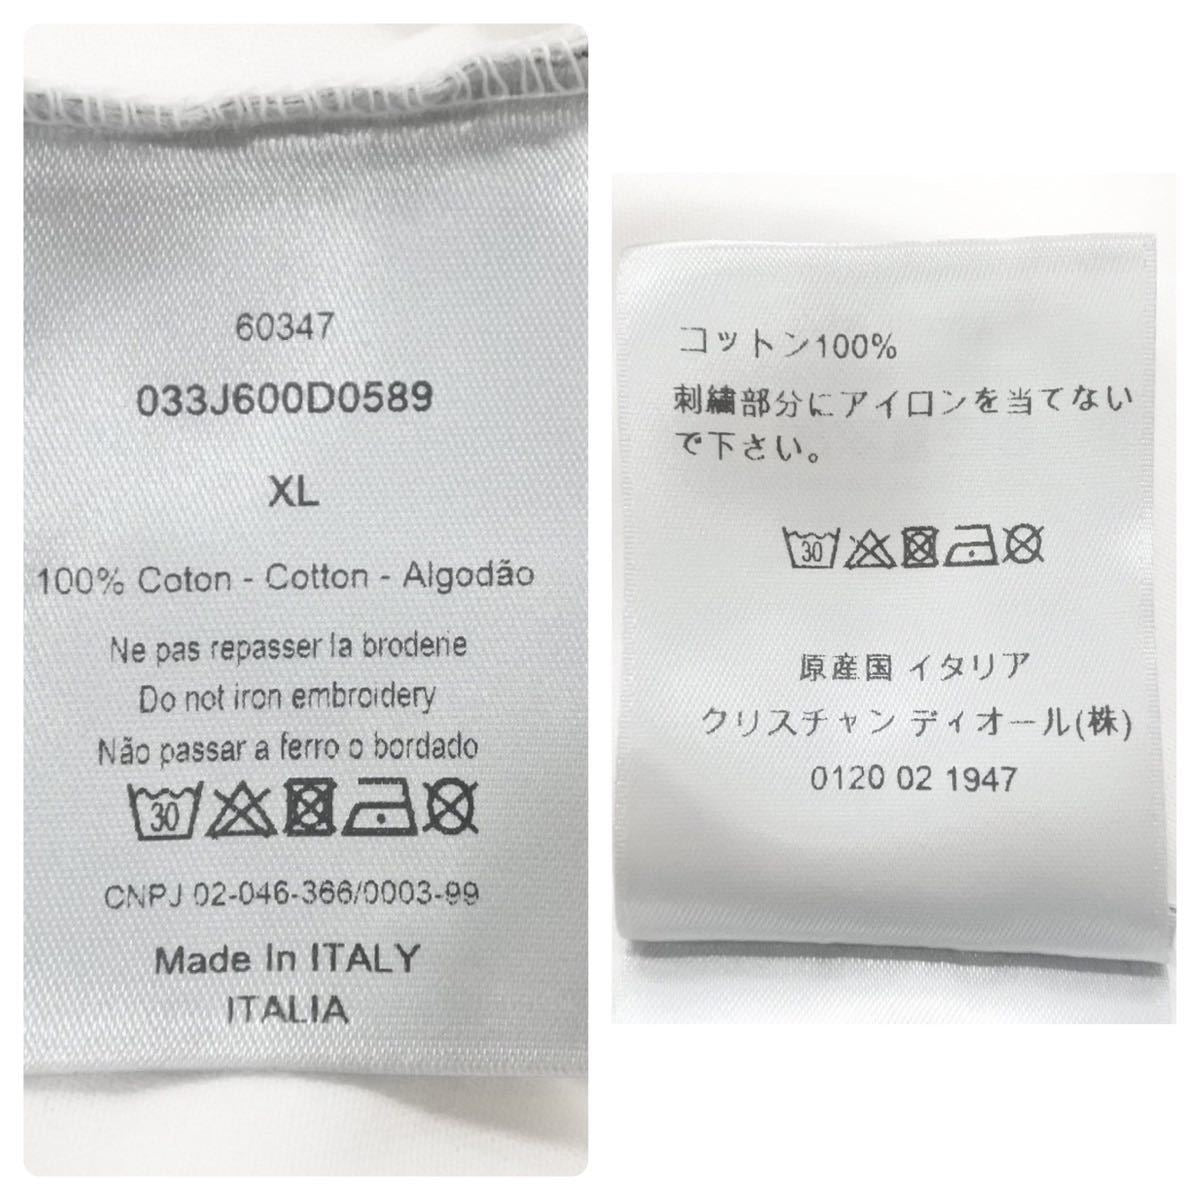 60347
033J600D0589
XL
100% Coton - Cotton - Algodão
Ne pas repasser la broderie
Do not iron embroidery
Não passar a ferro o bordado
30
CNPJ 02-046-366/0003-99
Made In ITALY
ITALIA
コットン100%
刺繍部分にアイロンを当てない
で下さい。
30
原産国 イタリア
クリスチャン ディオール(株)
0120 02 1947